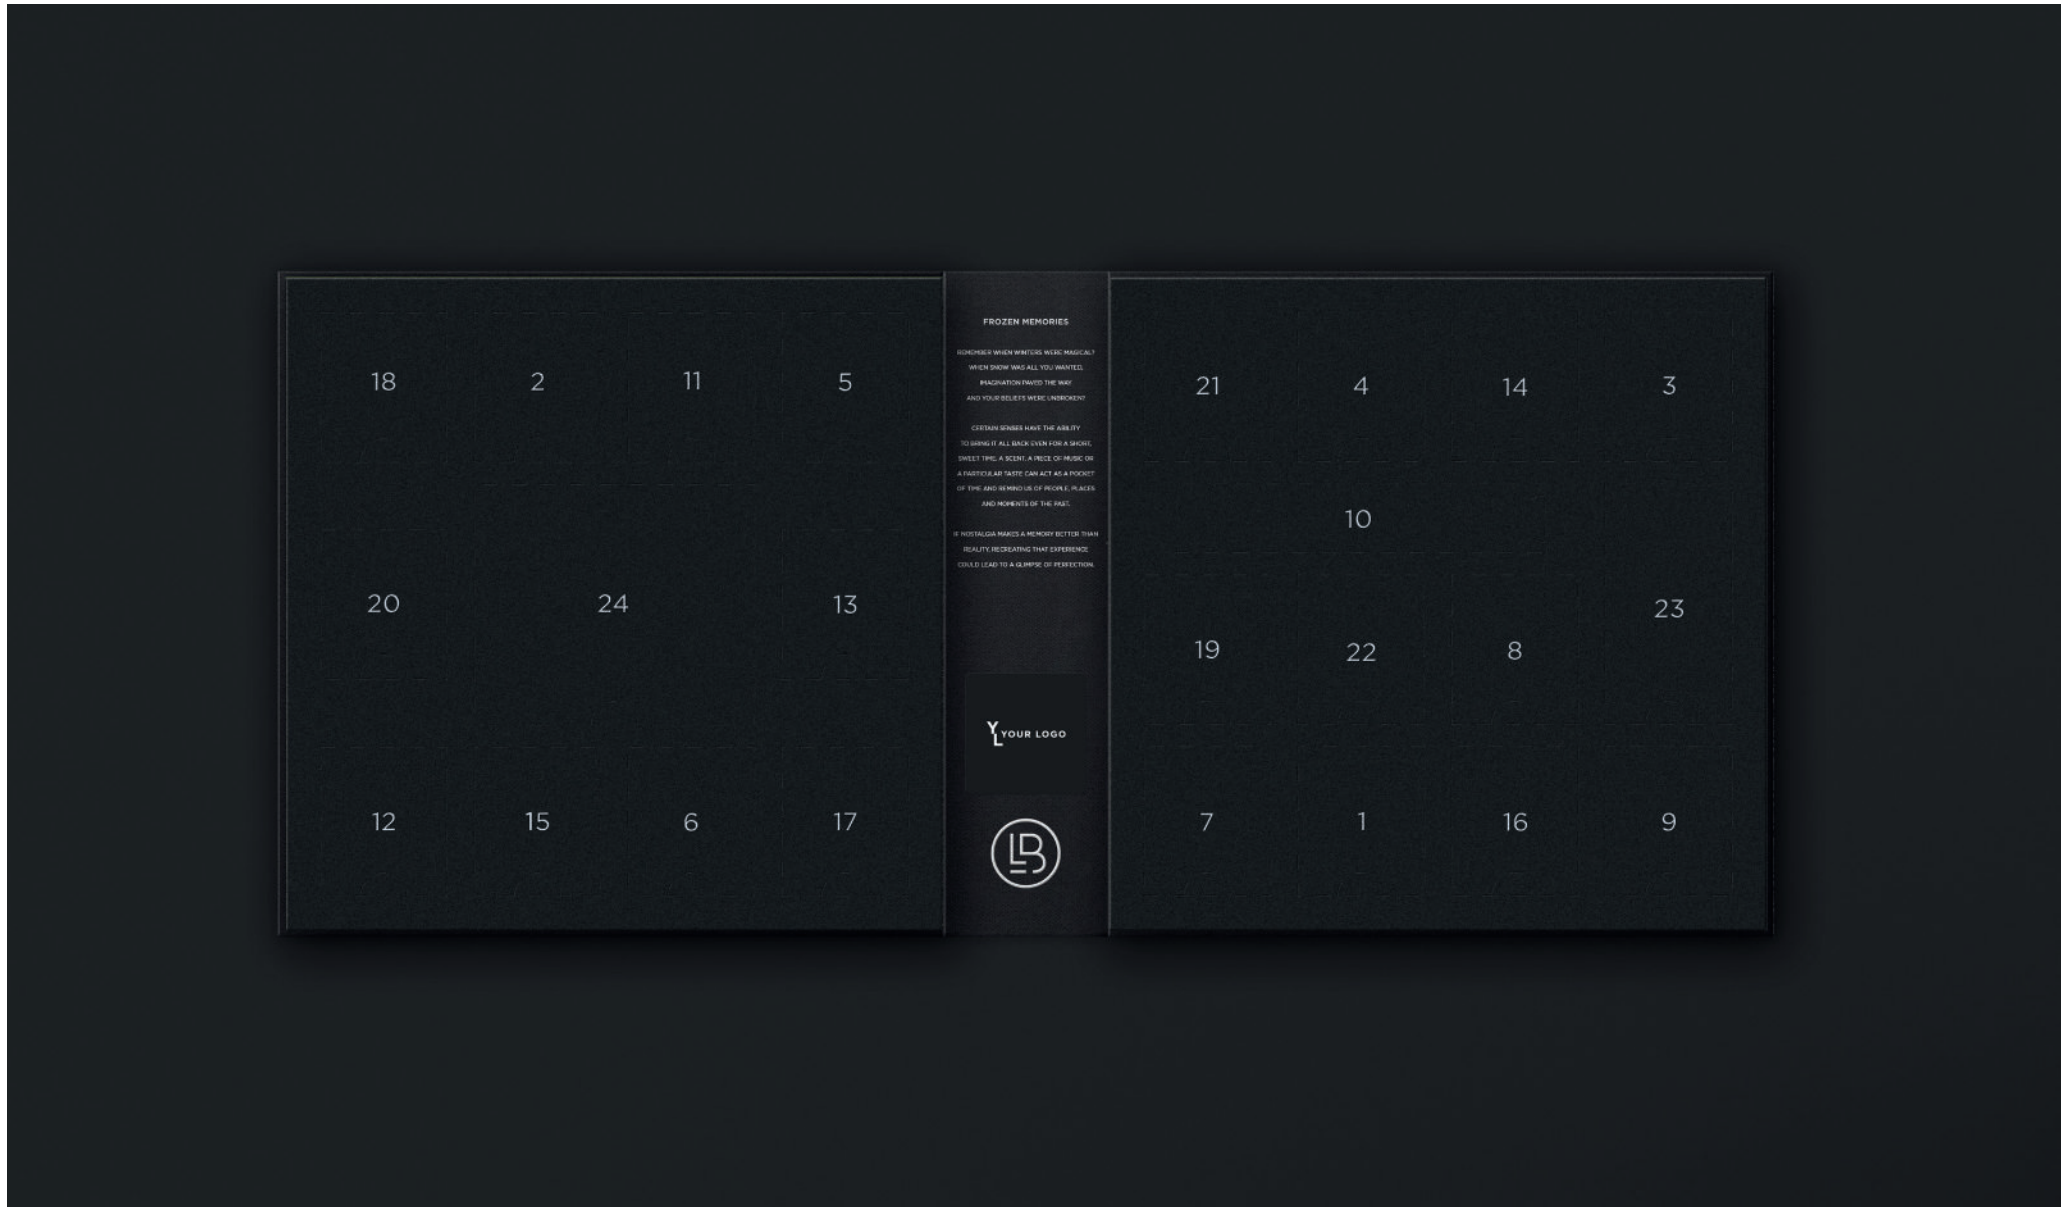 18 2 11 5
20 24 13
12 15 6 17
FROZEN MEMORIES
REMEMBER WHEN WINTERS WERE MAGICAL?
WHEN SNOW WAS ALL YOU WANTED,
IMAGINATION PAVED THE WAY
AND YOUR BELIEFS WERE UNBROKEN?
CERTAIN SENSES HAVE THE ABILITY
TO BRING IT ALL BACK EVEN FOR A SHORT,
SWEET TIME. A SCENT, A PIECE OF MUSIC OR
A PARTICULAR TASTE CAN ACT AS A POCKET
OF TIME AND REMIND US OF PEOPLE, PLACES
AND MOMENTS OF THE PAST.
IF NOSTALGIA MAKES A MEMORY BETTER THAN
REALITY, RECREATING THAT EXPERIENCE
COULD LEAD TO A GLIMPSE OF PERFECTION.
YL YOUR LOGO
LB
21 4 14 3
10
23
19 22 8
7 1 16 9